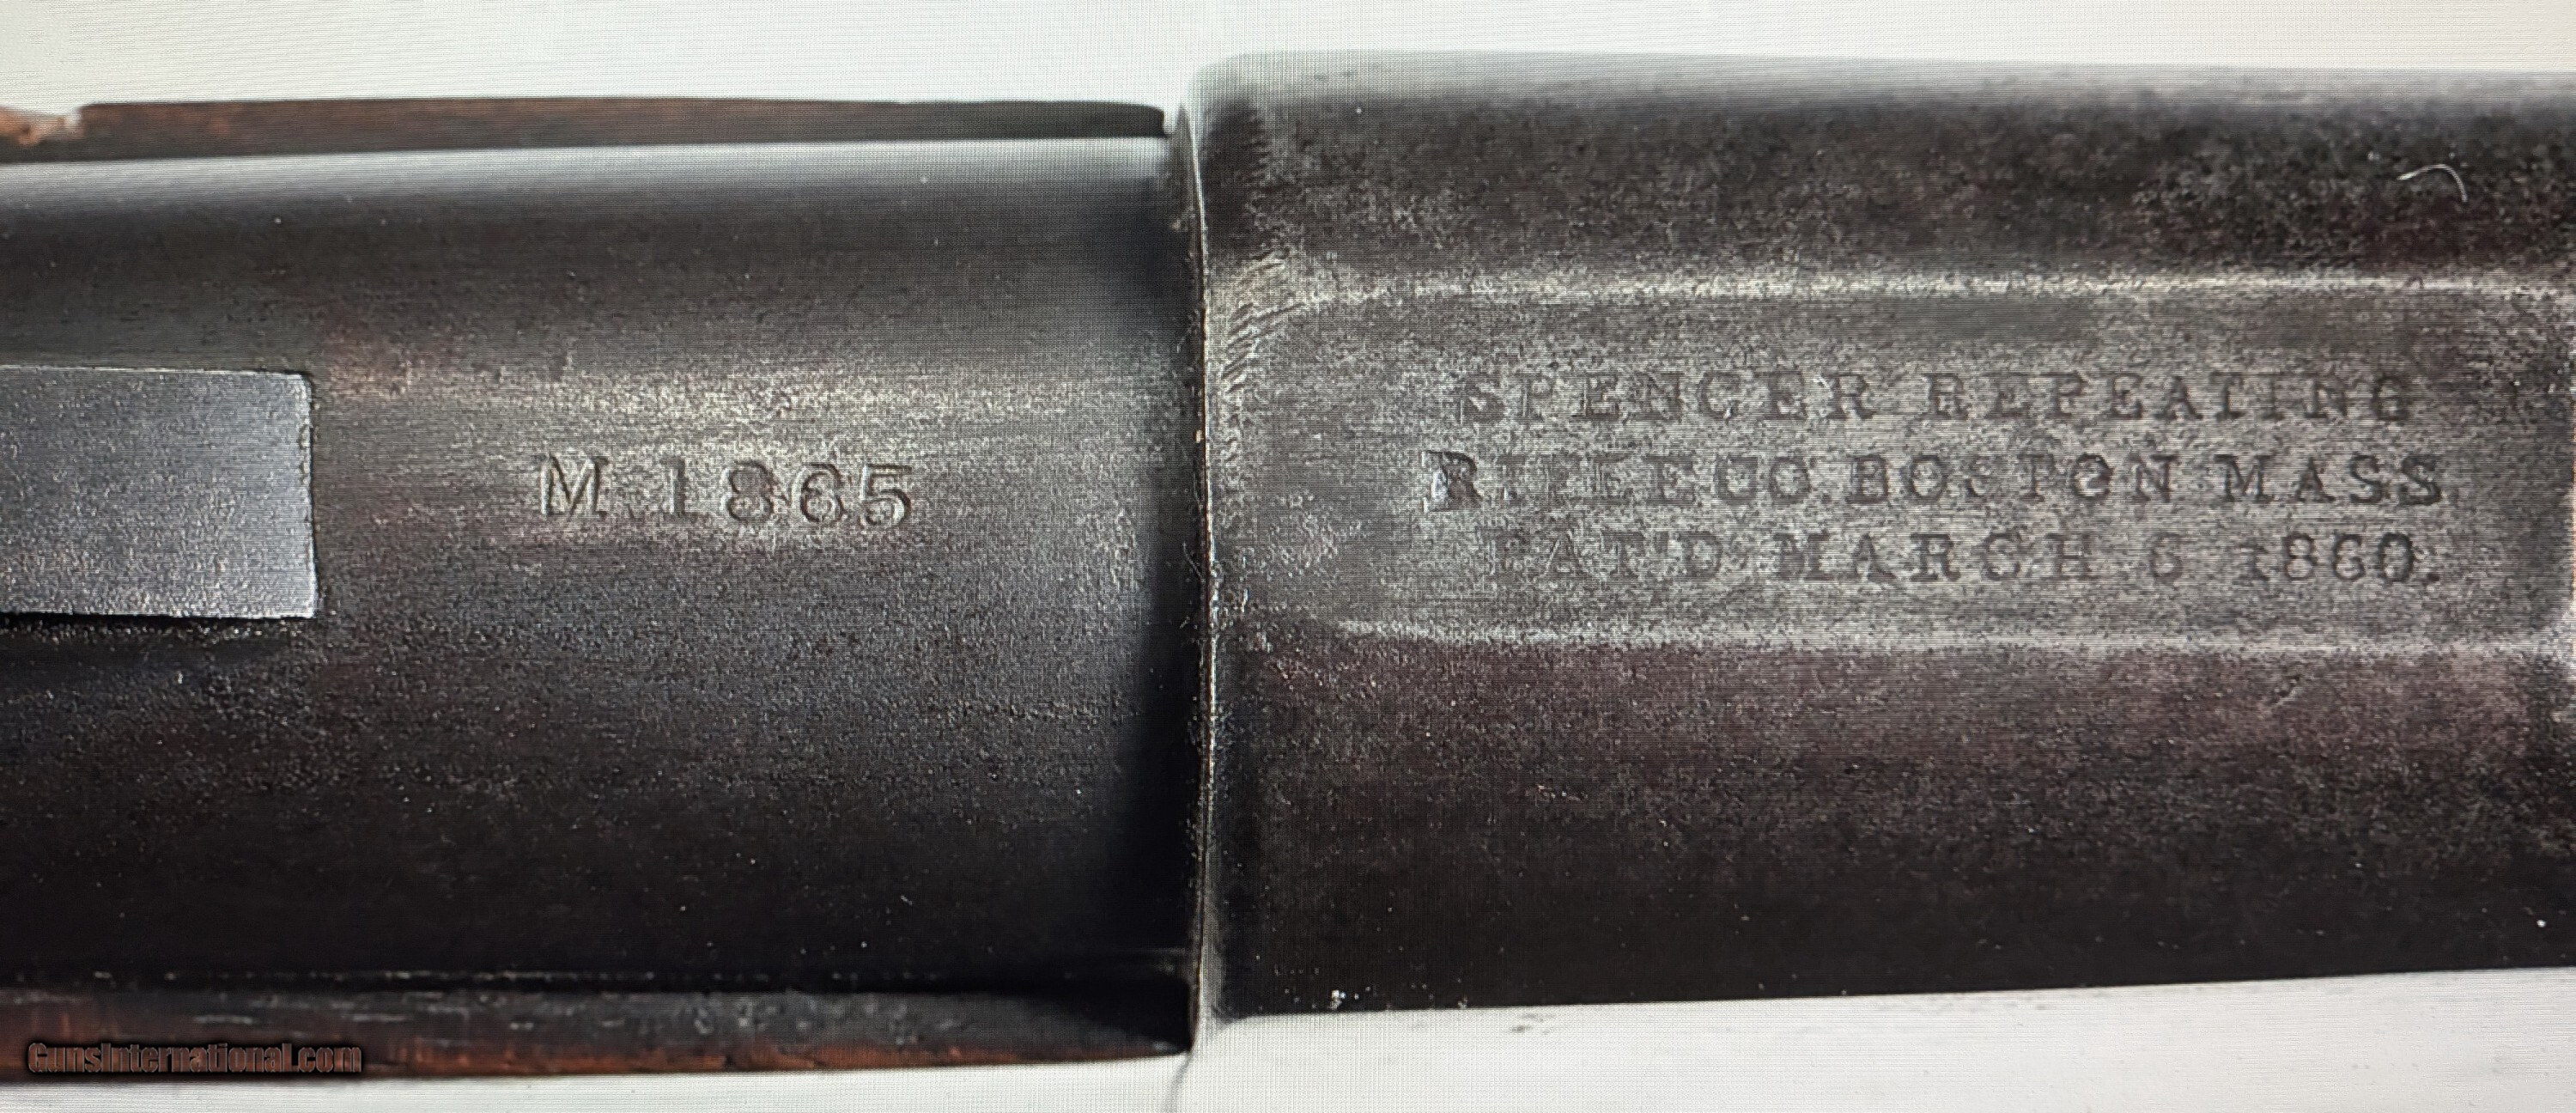 M 1865
SPENCER REPEATING
RIFLE CO. BOSTON MASS.
PAT'D MARCH 6 1860.
GunsInternational.com